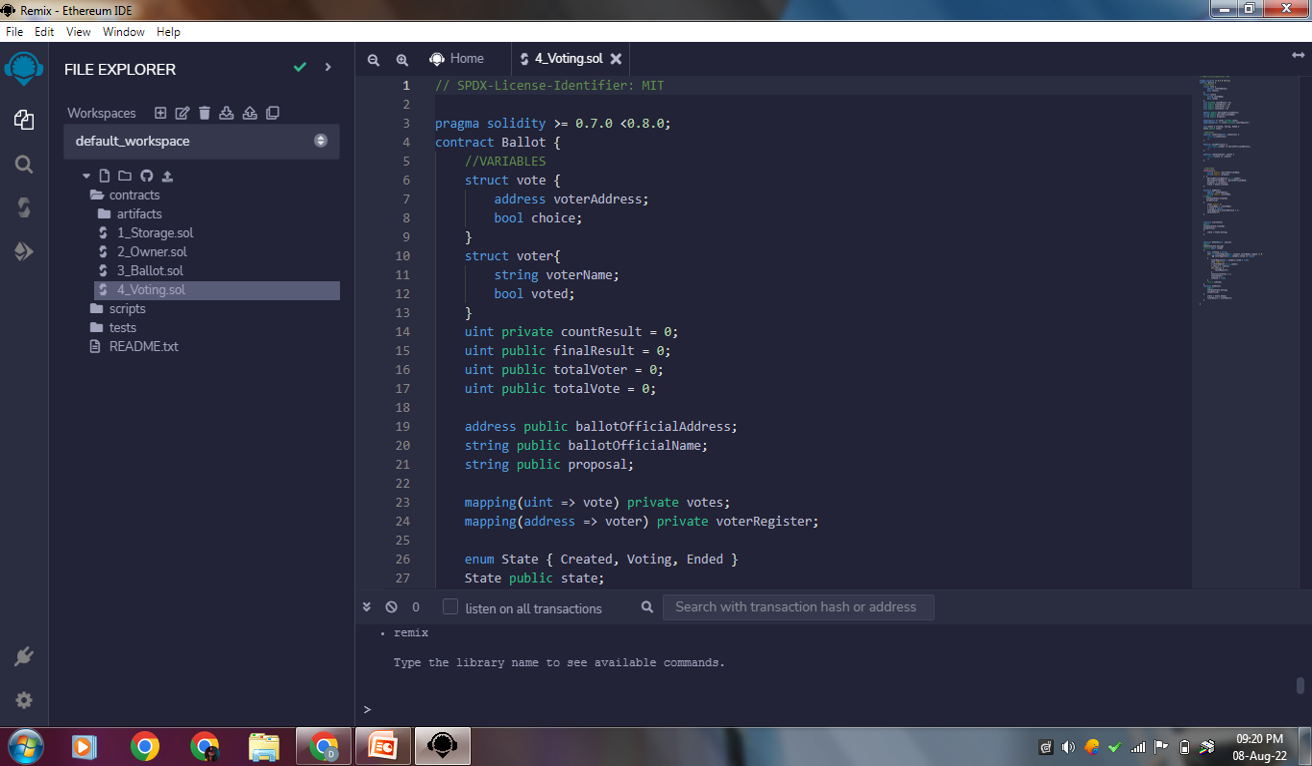 Remix - Ethereum IDE
File Edit View Window Help
FILE EXPLORER
Workspaces
default_workspace
contracts
artifacts
1_Storage.sol
2_Owner.sol
3_Ballot.sol
4_Voting.sol
scripts
tests
README.txt
Home
4_Voting.sol
1 // SPDX-License-Identifier: MIT
2
3 pragma solidity >= 0.7.0 <0.8.0;
4 contract Ballot {
5 //VARIABLES
6 struct vote {
7 address voterAddress;
8 bool choice;
9 }
10 struct voter{
11 string voterName;
12 bool voted;
13 }
14 uint private countResult = 0;
15 uint public finalResult = 0;
16 uint public totalVoter = 0;
17 uint public totalVote = 0;
18
19 address public ballotOfficialAddress;
20 string public ballotOfficialName;
21 string public proposal;
22
23 mapping(uint => vote) private votes;
24 mapping(address => voter) private voterRegister;
25
26 enum State { Created, Voting, Ended }
27 State public state;
0 listen on all transactions Search with transaction hash or address
• remix
Type the library name to see available commands.
>
D
09:20 PM
08-Aug-22